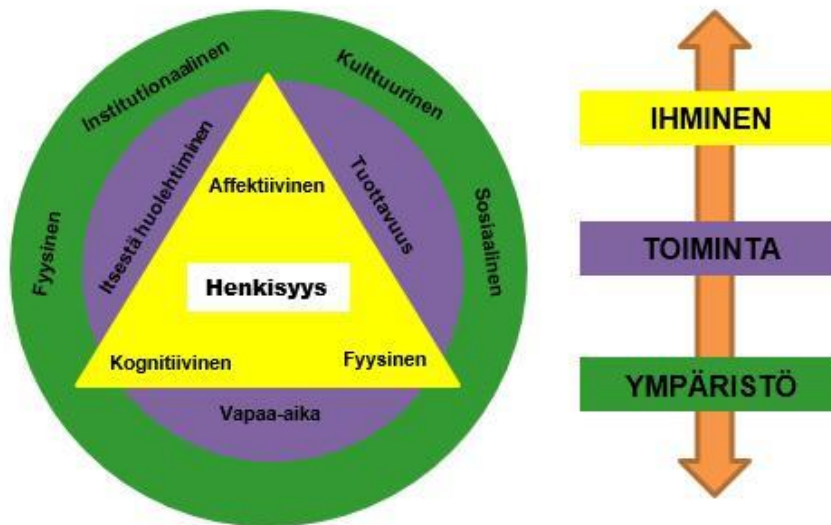 Institutionaalinen
Kulttuurinen
Fyysinen
Sosiaalinen
Itsestä huolehtiminen
Tuottavuus
Affektiivinen
Henkisyys
Kognitiivinen
Fyysinen
Vapaa-aika
IHMINEN
TOIMINTA
YMPÄRISTÖ